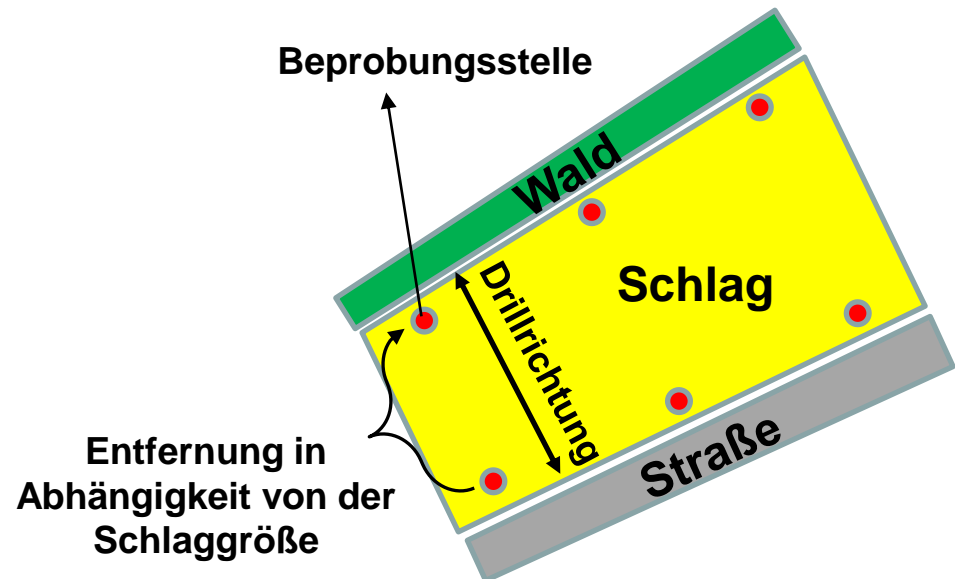 Beprobungsstelle
Wald
Schlag
Drillrichtung
Entfernung in
Abhängigkeit von der
Schlaggröße
Straße